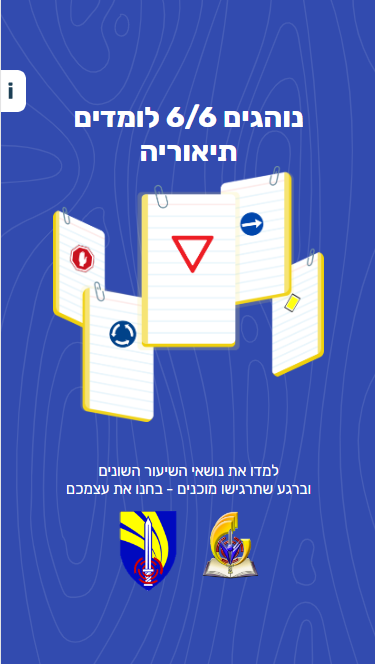 i
נוהגים 6/6 לומדים
תיאוריה
למדו את נושאי השיעור השונים
וברגע שתרגישו מוכנים - בחנו את עצמכם